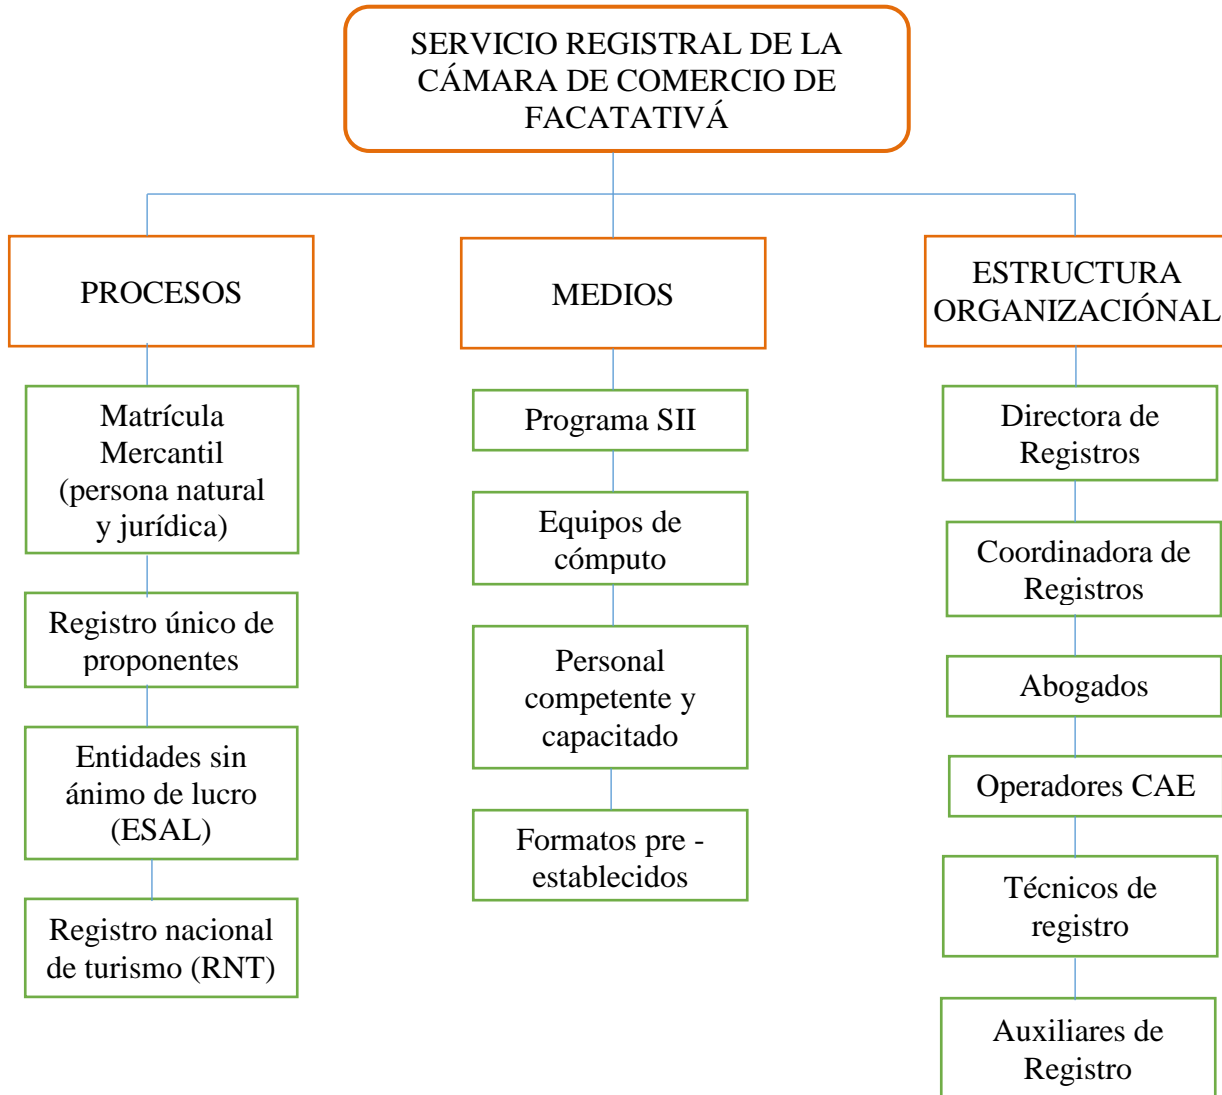 SERVICIO REGISTRAL DE LA
CÁMARA DE COMERCIO DE
FACATATIVÁ
PROCESOS
Matrícula
Mercantil
(persona natural
y jurídica)
Registro único de
proponentes
Entidades sin
ánimo de lucro
(ESAL)
Registro nacional
de turismo (RNT)
MEDIOS
Programa SII
Equipos de
cómputo
Personal
competente y
capacitado
Formatos pre -
establecidos
ESTRUCTURA
ORGANIZACIÓNAL
Directora de
Registros
Coordinadora de
Registros
Abogados
Operadores CAE
Técnicos de
registro
Auxiliares de
Registro